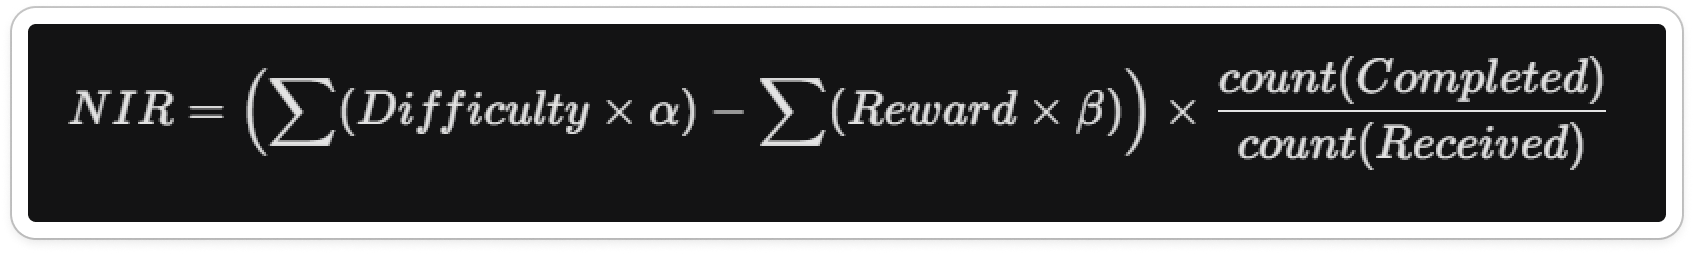 NIR = (∑(Difficulty × α) − ∑(Reward × β)) × count(Completed) / count(Received)